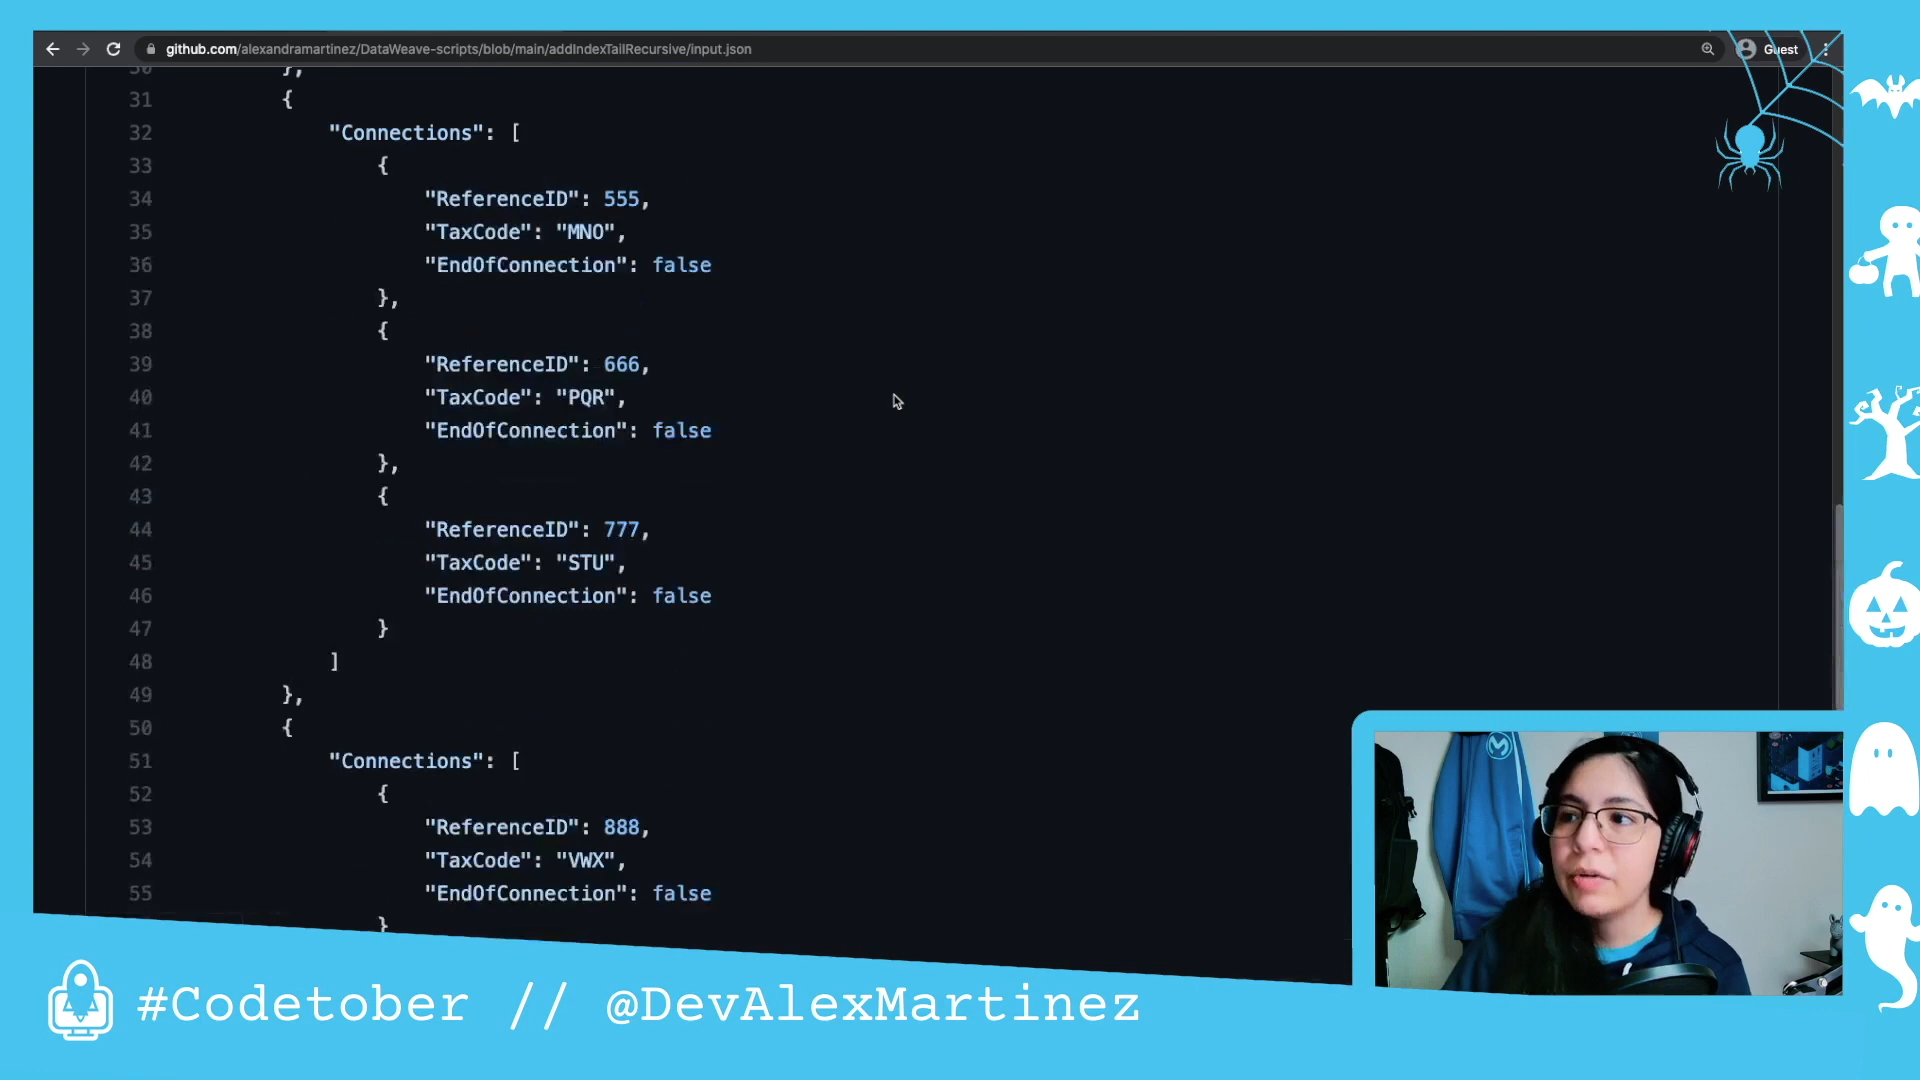 github.com/alexandramartinez/DataWeave-scripts/blob/main/addIndexTailRecursive/input.json
Guest
30 },
31 {
32 "Connections": [
33 {
34 "ReferenceID": 555,
35 "TaxCode": "MNO",
36 "EndOfConnection": false
37 },
38 {
39 "ReferenceID": 666,
40 "TaxCode": "PQR",
41 "EndOfConnection": false
42 },
43 {
44 "ReferenceID": 777,
45 "TaxCode": "STU",
46 "EndOfConnection": false
47 }
48 ]
49 },
50 {
51 "Connections": [
52 {
53 "ReferenceID": 888,
54 "TaxCode": "VWX",
55 "EndOfConnection": false
}
#Codetober // @DevAlexMartinez